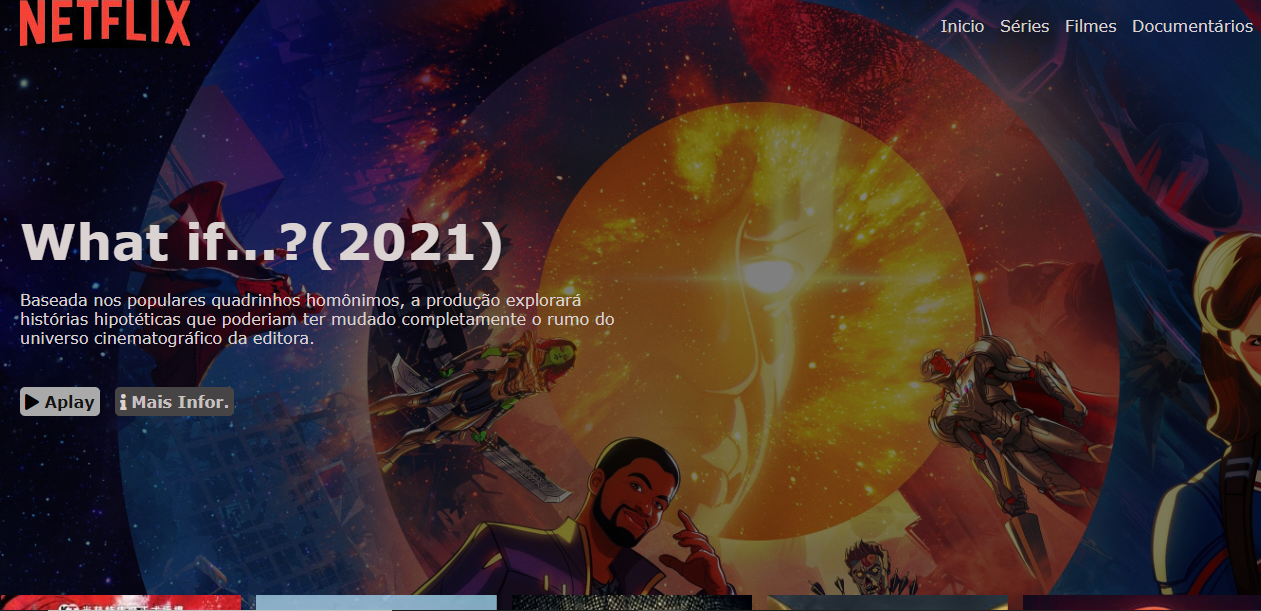 NETFLIX
Inicio Séries Filmes Documentários
What if...?(2021)
Baseada nos populares quadrinhos homônimos, a produção explorará
histórias hipotéticas que poderiam ter mudado completamente o rumo do
universo cinematográfico da editora.
Aplay Mais Infor.